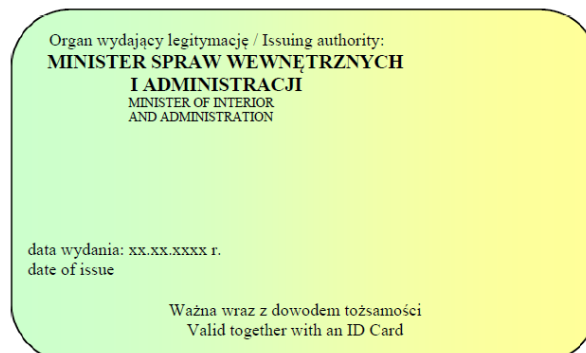 Organ wydający legitymację / Issuing authority:
MINISTER SPRAW WEWNĘTRZNYCH
I ADMINISTRACJI
MINISTER OF INTERIOR
AND ADMINISTRATION
data wydania: xx.xx.xxxx r.
date of issue
Ważna wraz z dowodem tożsamości
Valid together with an ID Card